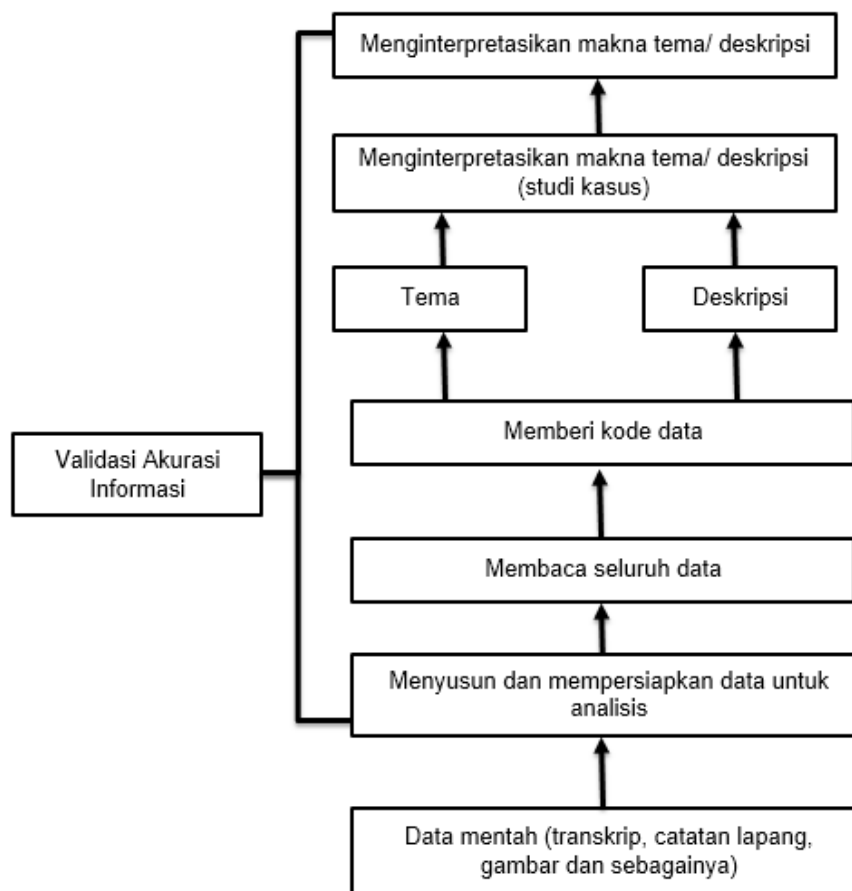 Menginterpretasikan makna tema/ deskripsi
Menginterpretasikan makna tema/ deskripsi
(studi kasus)
Tema
Deskripsi
Memberi kode data
Validasi Akurasi
Informasi
Membaca seluruh data
Menyusun dan mempersiapkan data untuk
analisis
Data mentah (transkrip, catatan lapang,
gambar dan sebagainya)